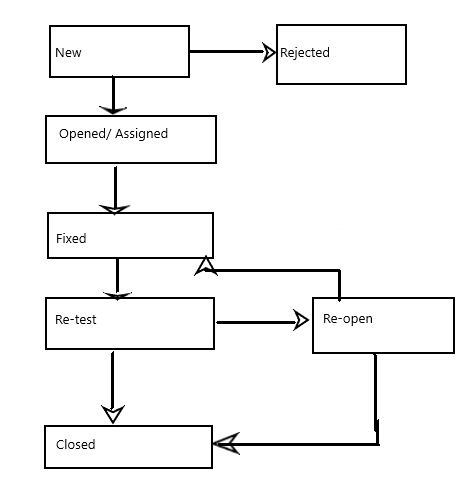 New
Rejected
Opened/ Assigned
Fixed
Re-test
Re-open
Closed